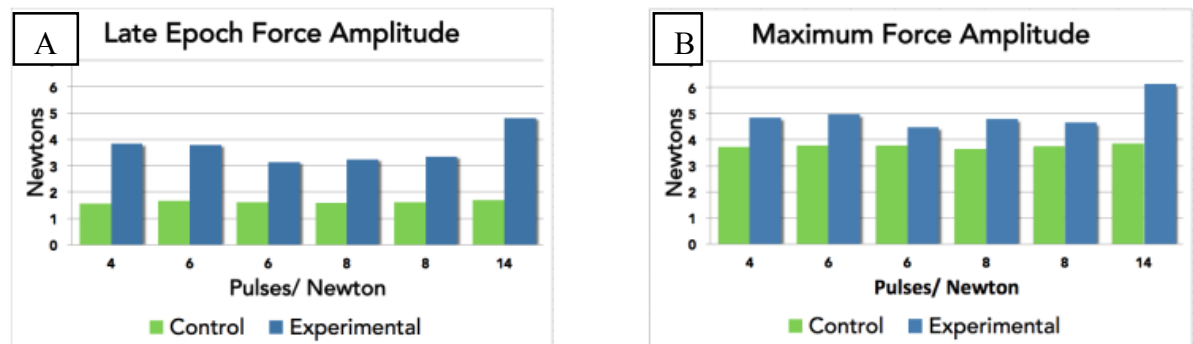 A
Late Epoch Force Amplitude
Newtons
6
5
4
3
2
1
0
4 6 6 8 8 14
Pulses/ Newton
Control Experimental
B
Maximum Force Amplitude
Newtons
6
5
4
3
2
1
0
4 6 6 8 8 14
Pulses/ Newton
Control Experimental